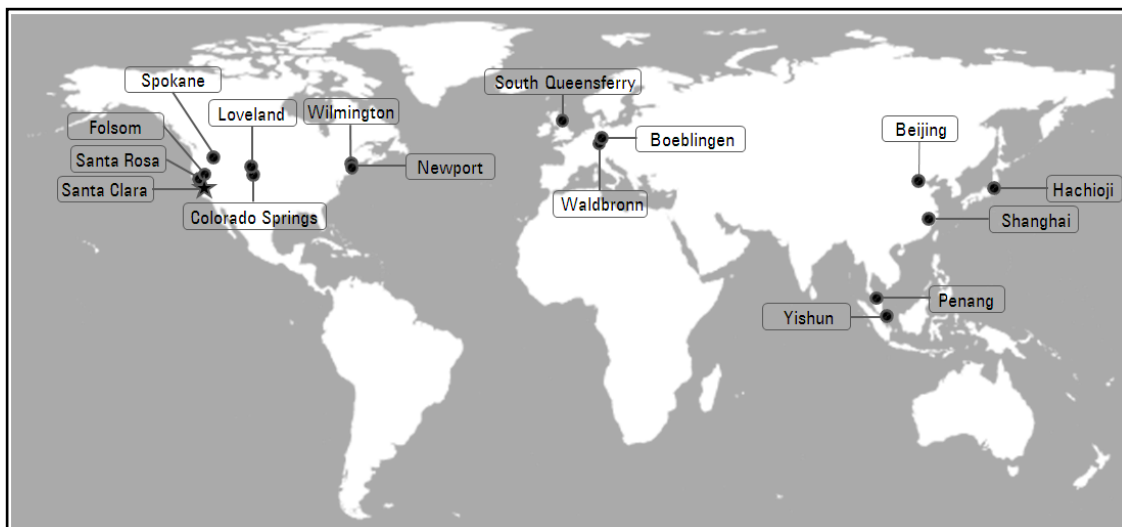 Spokane
South Queensferry
Loveland
Wilmington
Folsom
Beijing
Boeblingen
Santa Rosa
Newport
Santa Clara
Hachioji
Waldbronn
Colorado Springs
Shanghai
Penang
Yishun